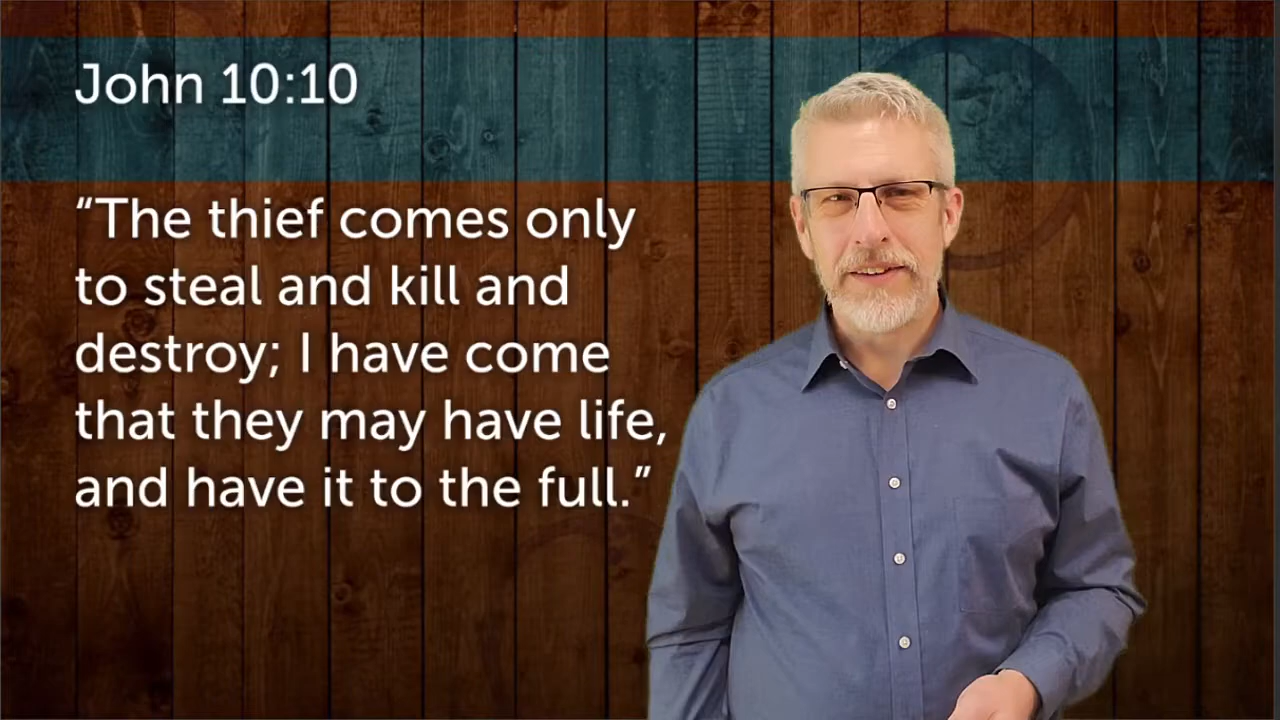 John 10:10
“The thief comes only
to steal and kill and
destroy; I have come
that they may have life,
and have it to the full.”